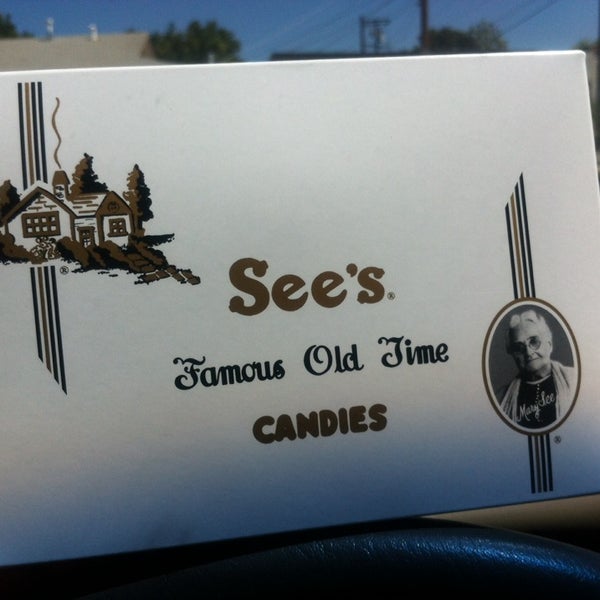 See's®
Famous Old Time
CANDIES
Mary See
®
®